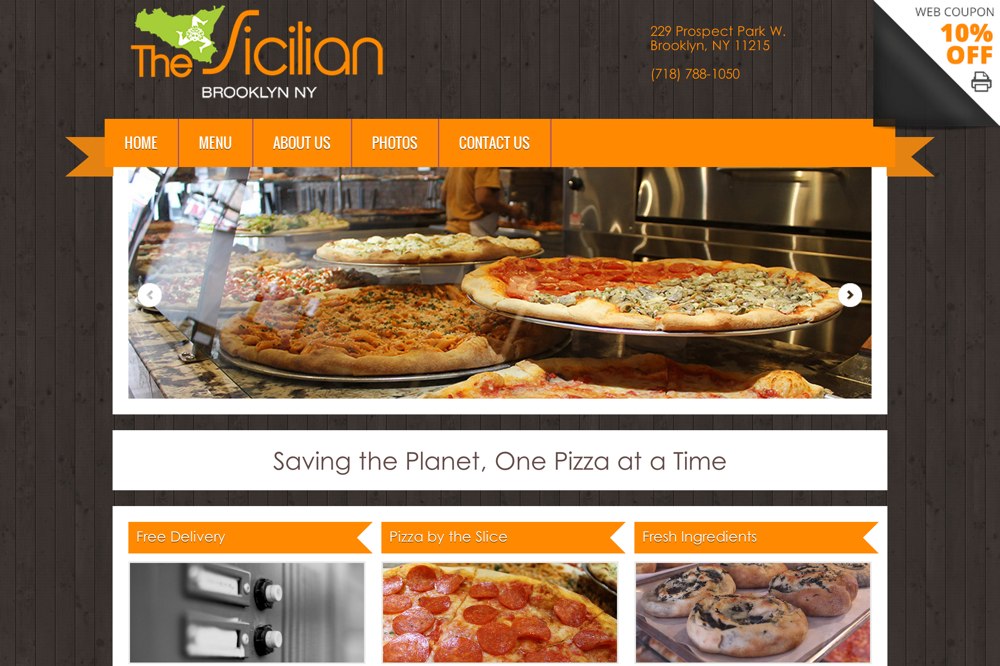 The Sicilian
BROOKLYN NY
229 Prospect Park W.
Brooklyn, NY 11215
(718) 788-1050
WEB COUPON
10%
OFF
HOME
MENU
ABOUT US
PHOTOS
CONTACT US
Saving the Planet, One Pizza at a Time
Free Delivery
Pizza by the Slice
Fresh Ingredients